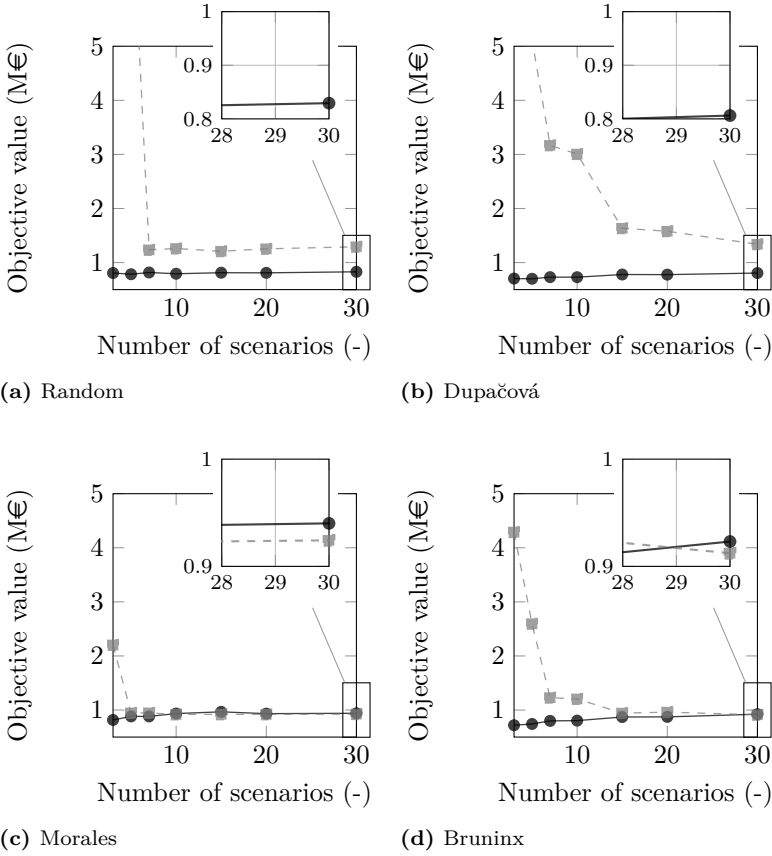 1
0.9
0.8
28 29 30
5
4
3
2
1
10 20 30
Objective value (M€)
Number of scenarios (-)
(a) Random
1
0.9
0.8
28 29 30
5
4
3
2
1
10 20 30
Objective value (M€)
Number of scenarios (-)
(b) Dupačová
1
0.9
28 29 30
5
4
3
2
1
10 20 30
Objective value (M€)
Number of scenarios (-)
(c) Morales
1
0.9
28 29 30
5
4
3
2
1
10 20 30
Objective value (M€)
Number of scenarios (-)
(d) Bruninx